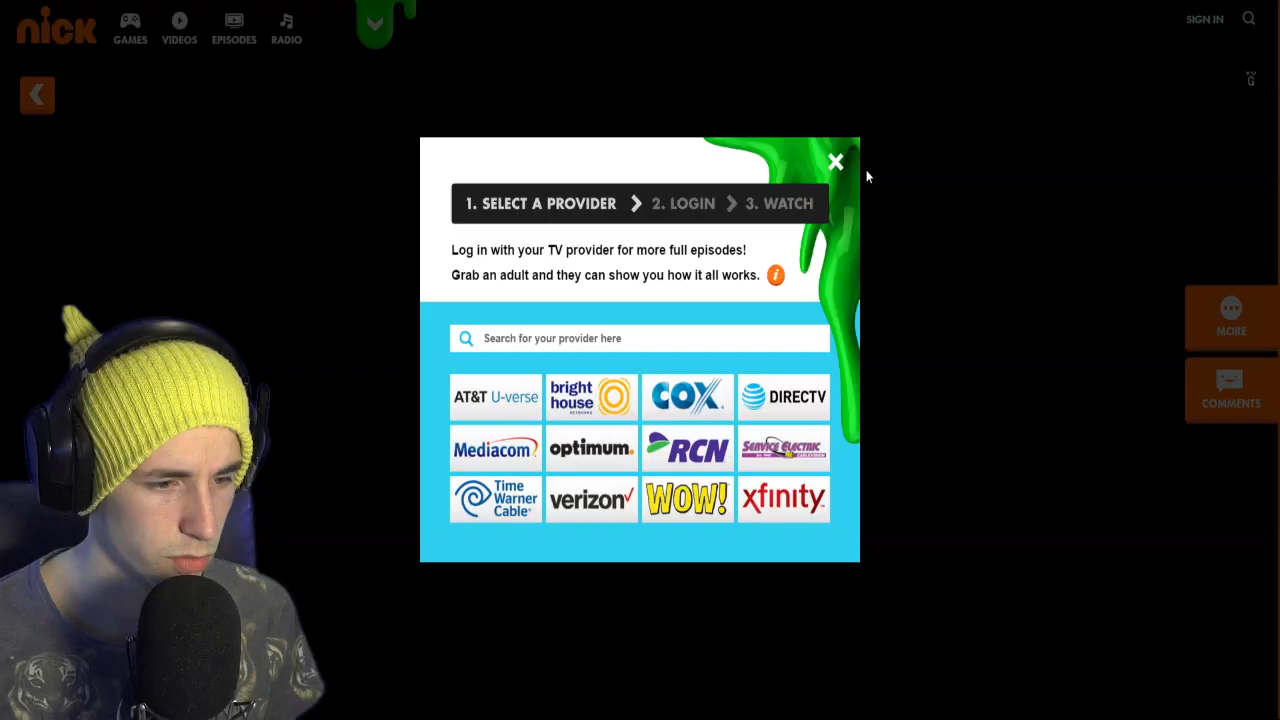 nick
GAMES
VIDEOS
EPISODES
RADIO
SIGN IN
TV
G
1. SELECT A PROVIDER
2. LOGIN
3. WATCH
Log in with your TV provider for more full episodes!
Grab an adult and they can show you how it all works. i
Search for your provider here
AT&T U-verse
bright
house
NETWORKS
COX
DIRECTV
Mediacom
optimum.
RCN
SERVICE ELECTRIC
CABLEVISION
Time
Warner
Cable
verizon
WOW!
xfinity
MORE
COMMENTS